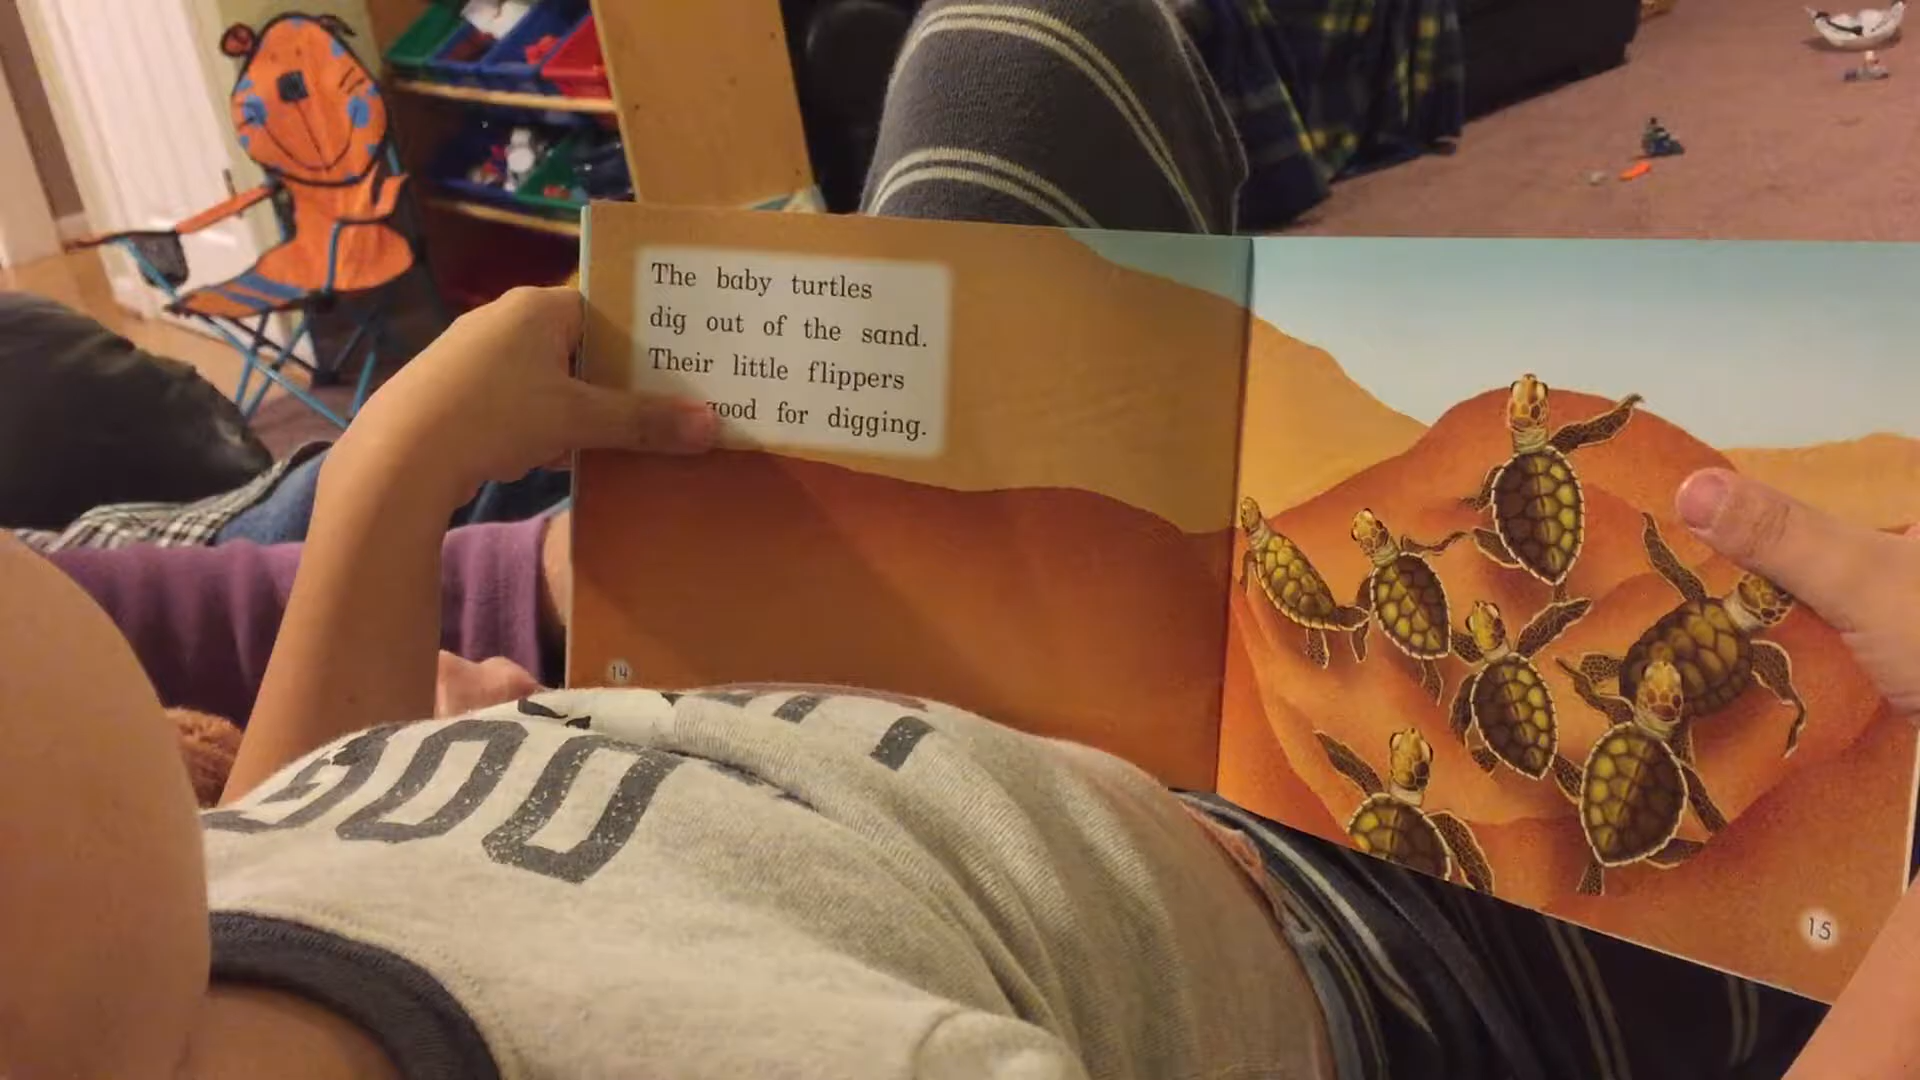 The baby turtles
dig out of the sand.
Their little flippers
good for digging.
14
15